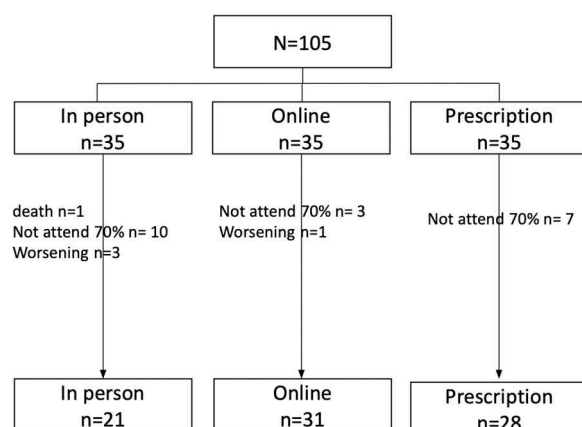 N=105
In person
n=35
Online
n=35
Prescription
n=35
death n=1
Not attend 70% n= 10
Worsening n=3
Not attend 70%= 3
Worsening n=1
Not attend 70% n= 7
In person
n=21
Online
n=31
Prescription
n=28